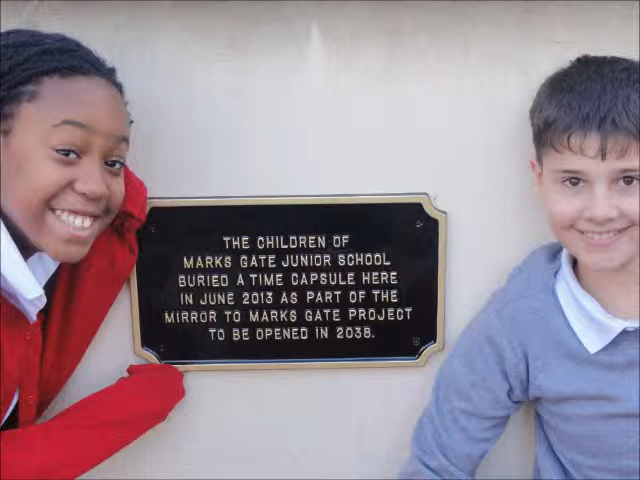 THE CHILDREN OF
MARKS GATE JUNIOR SCHOOL
BURIED A TIME CAPSULE HERE
IN JUNE 2013 AS PART OF THE
MIRROR TO MARKS GATE PROJECT
TO BE OPENED IN 2038.